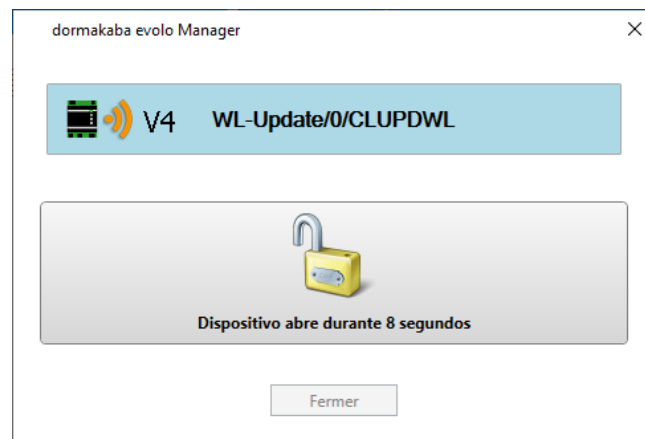 dormakaba evolo Manager
V4 WL-Update/0/CLUPDWL
Dispositivo abre durante 8 segundos
Fermer